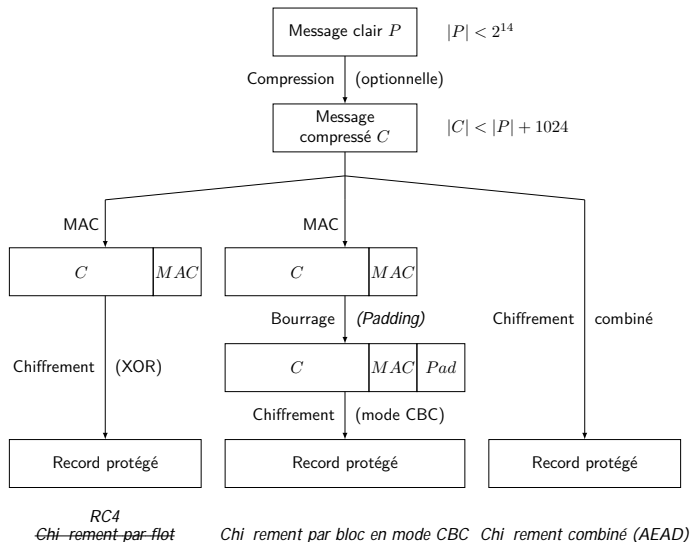 Message clair P |P| < 2^14
Compression (optionnelle)
Message
compressé C |C| < |P| + 1024
MAC MAC
C MAC C MAC
Bourrage (Padding)
Chiffrement combiné
C MAC Pad
Chiffrement (XOR)
Chiffrement (mode CBC)
Record protégé Record protégé Record protégé
RC4
Chi rement par flot Chi rement par bloc en mode CBC Chi rement combiné (AEAD)